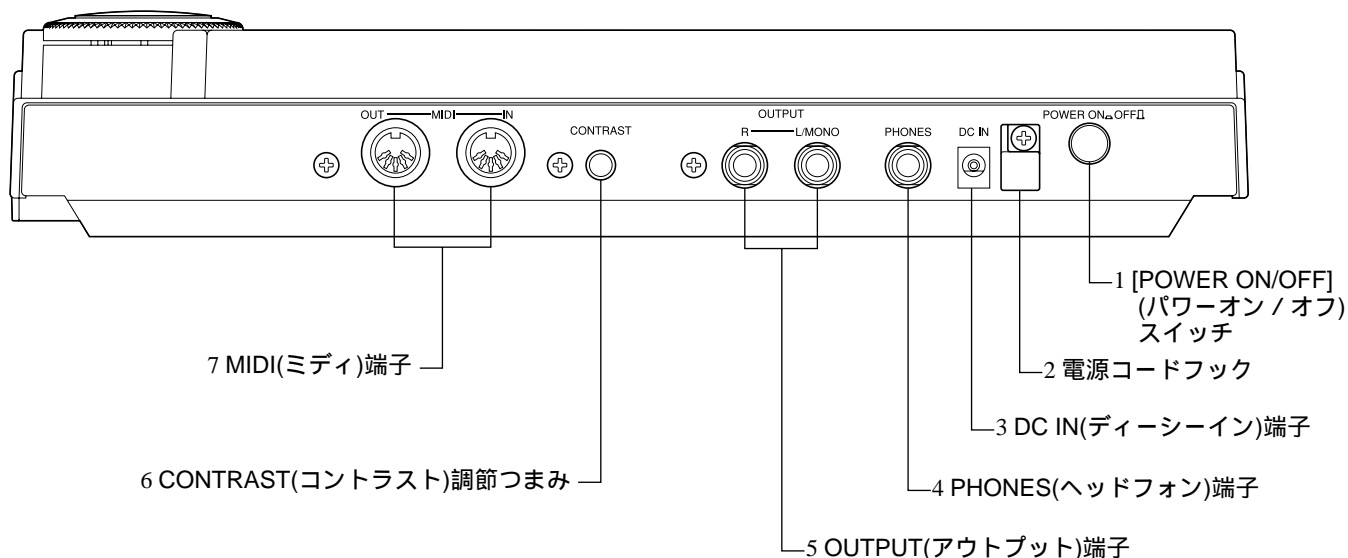 OUT MIDI IN
CONTRAST
OUTPUT
R L/MONO
PHONES
DC IN
POWER ON OFF
1 [POWER ON/OFF]
(パワーオン / オフ)
スイッチ
2 電源コードフック
3 DC IN(ディーシーイン)端子
4 PHONES(ヘッドフォン)端子
5 OUTPUT(アウトプット)端子
6 CONTRAST(コントラスト)調節つまみ
7 MIDI(ミディ)端子